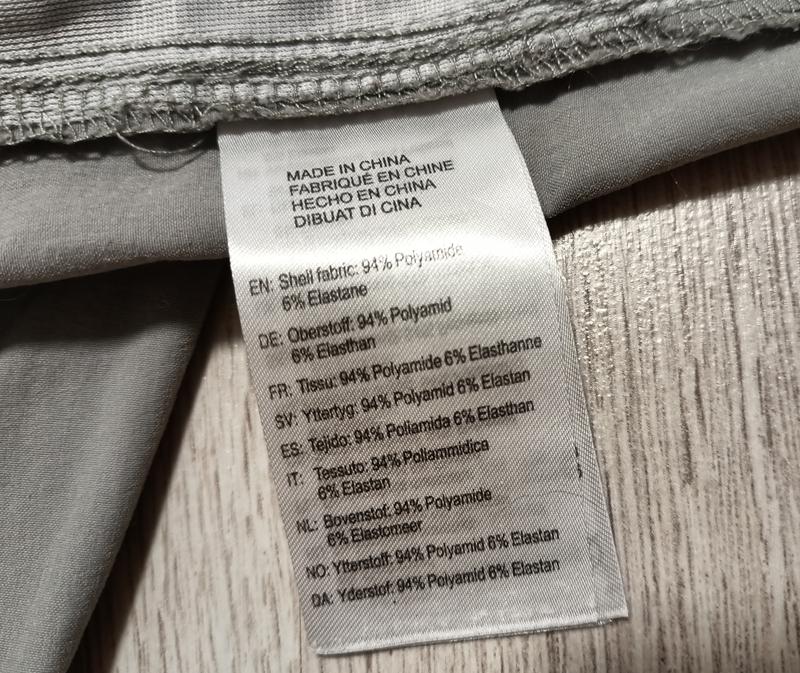 MADE IN CHINA
FABRIQUÉ EN CHINE
HECHO EN CHINA
DIBUAT DI CINA
EN: Shell fabric: 94% Polyamide
6% Elastane
DE: Oberstoff: 94% Polyamid
6% Elasthan
FR: Tissu: 94% Polyamide 6% Elasthanne
SV: Yttertyg: 94% Polyamid 6% Elastan
ES: Tejido: 94% Poliamida 6% Elasthan
IT: Tessuto: 94% Poliammidica
6% Elastan
NL: Bovenstof: 94% Polyamide
6% Elastomeer
NO: Ytterstoff: 94% Polyamid 6% Elastan
DA: Yderstof: 94% Polyamid 6% Elastan